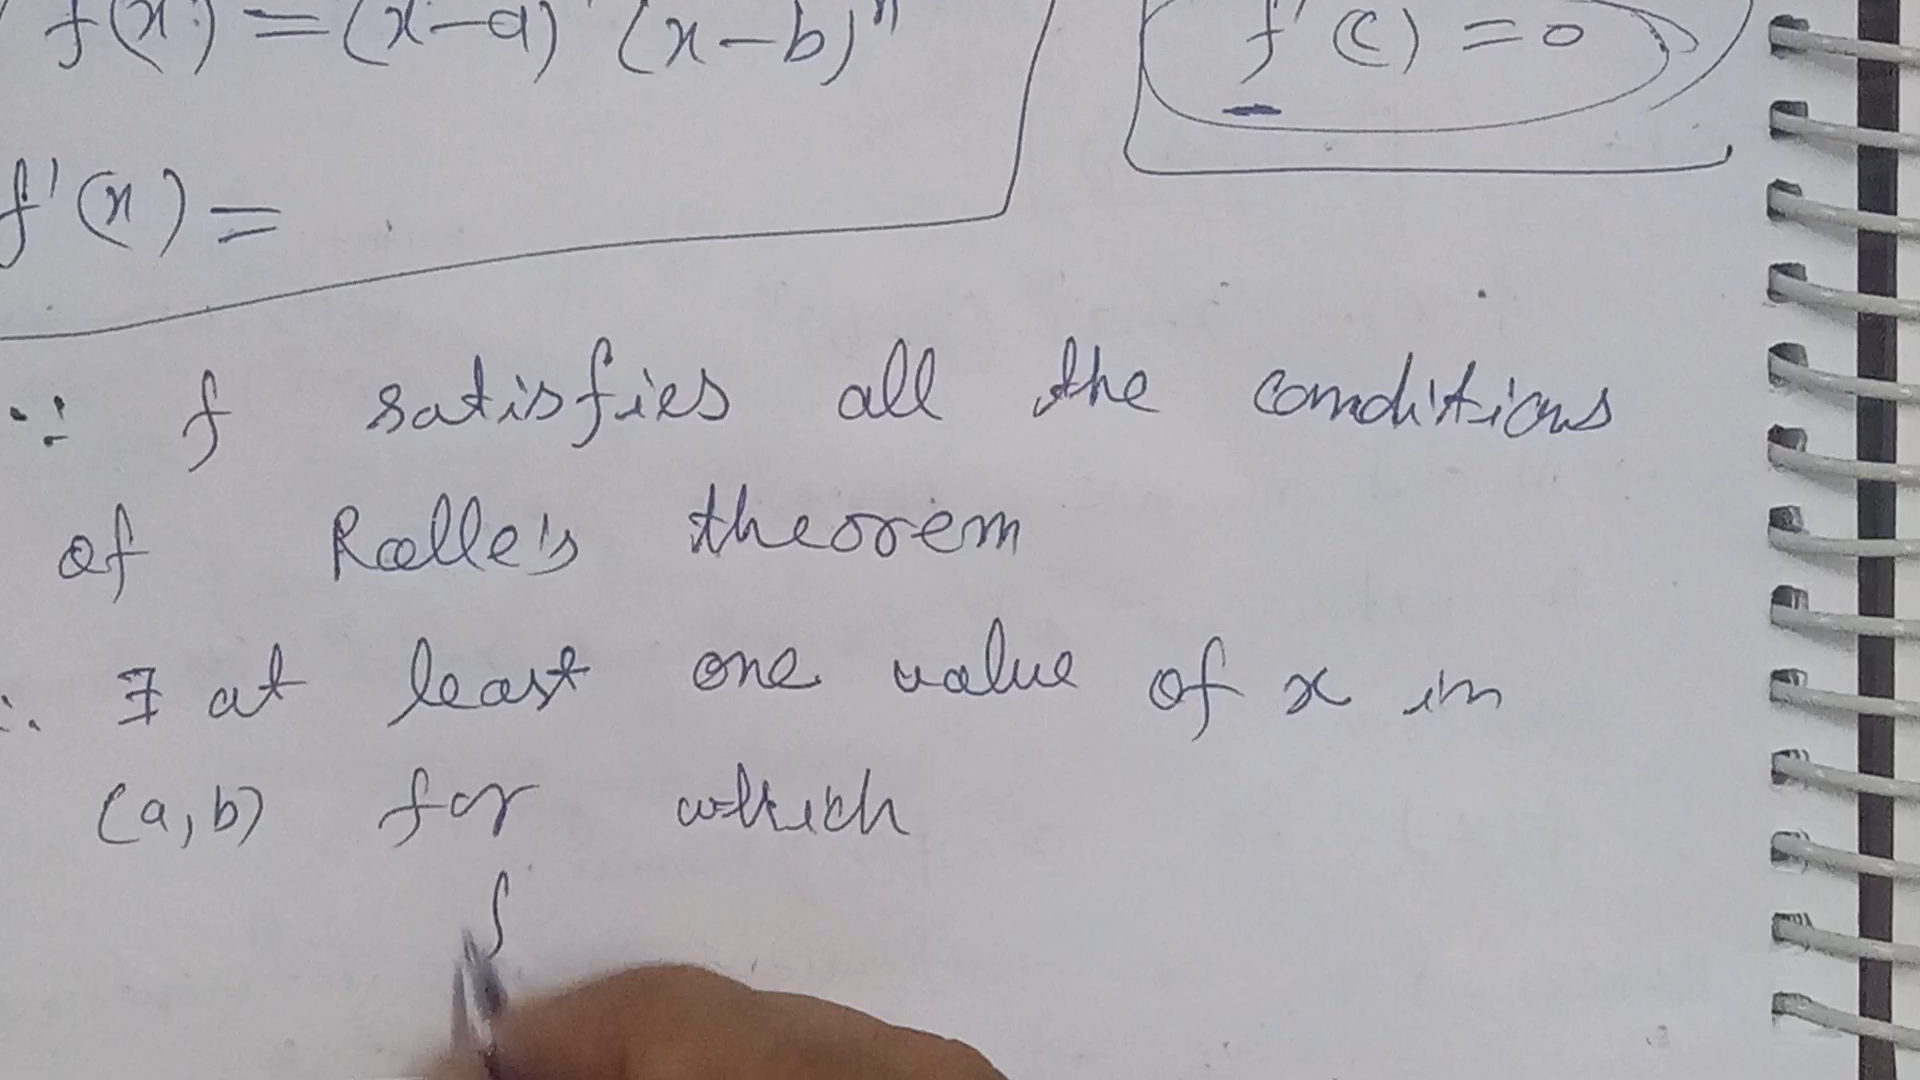 f(x) = (x-a) (x-b)ⁿ
f'(c) = 0
f'(x) =
∵ f satisfies all the conditions
of Rolle's theorem
∴ ∃ at least one value of x in
(a,b) for which
f